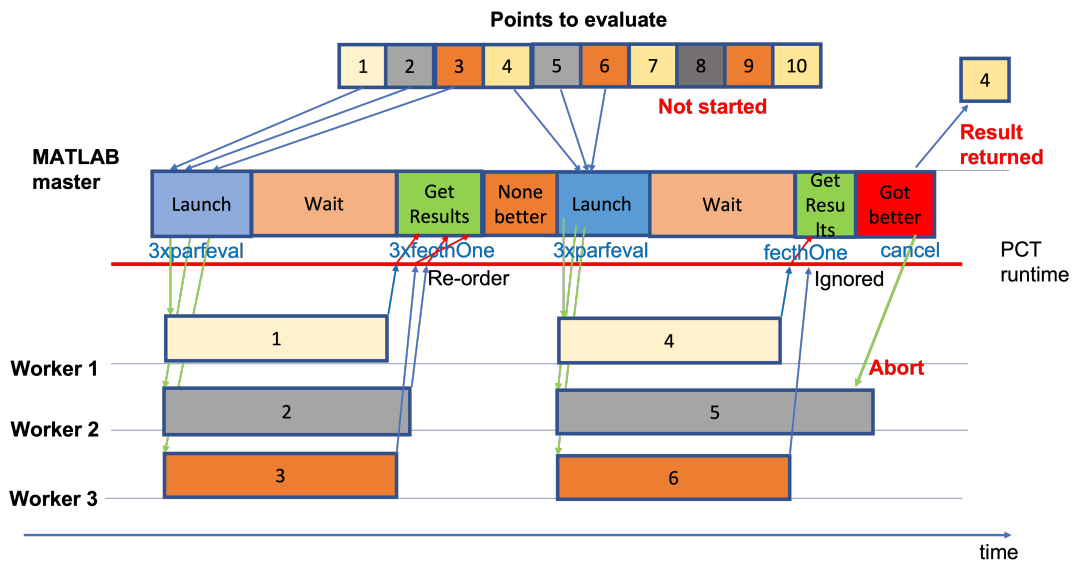 Points to evaluate
1 2 3 4 5 6 7 8 9 10
4
Not started
Result
returned
MATLAB
master
Launch
Wait
Get
Results
None
better
Launch
Wait
Get
Resu
lts
Got
better
3xparfeval
3xfecthOne
3xparfeval
fecthOne
cancel
PCT
runtime
Re-order
Ignored
1
4
Worker 1
Abort
2
5
Worker 2
3
6
Worker 3
time